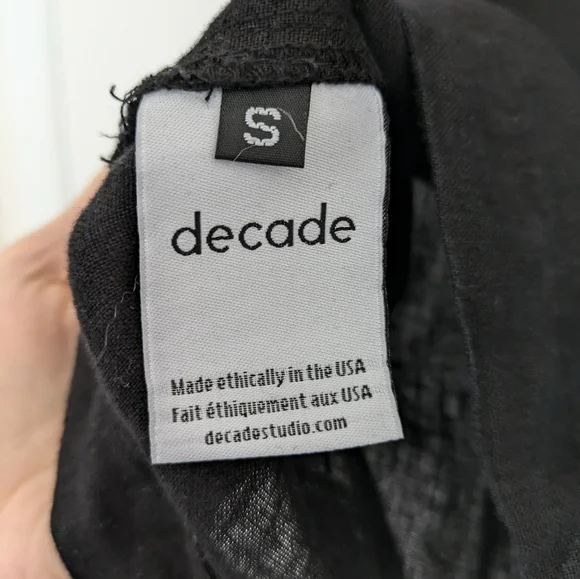 S
decade
Made ethically in the USA
Fait éthiquement aux USA
decadestudio.com